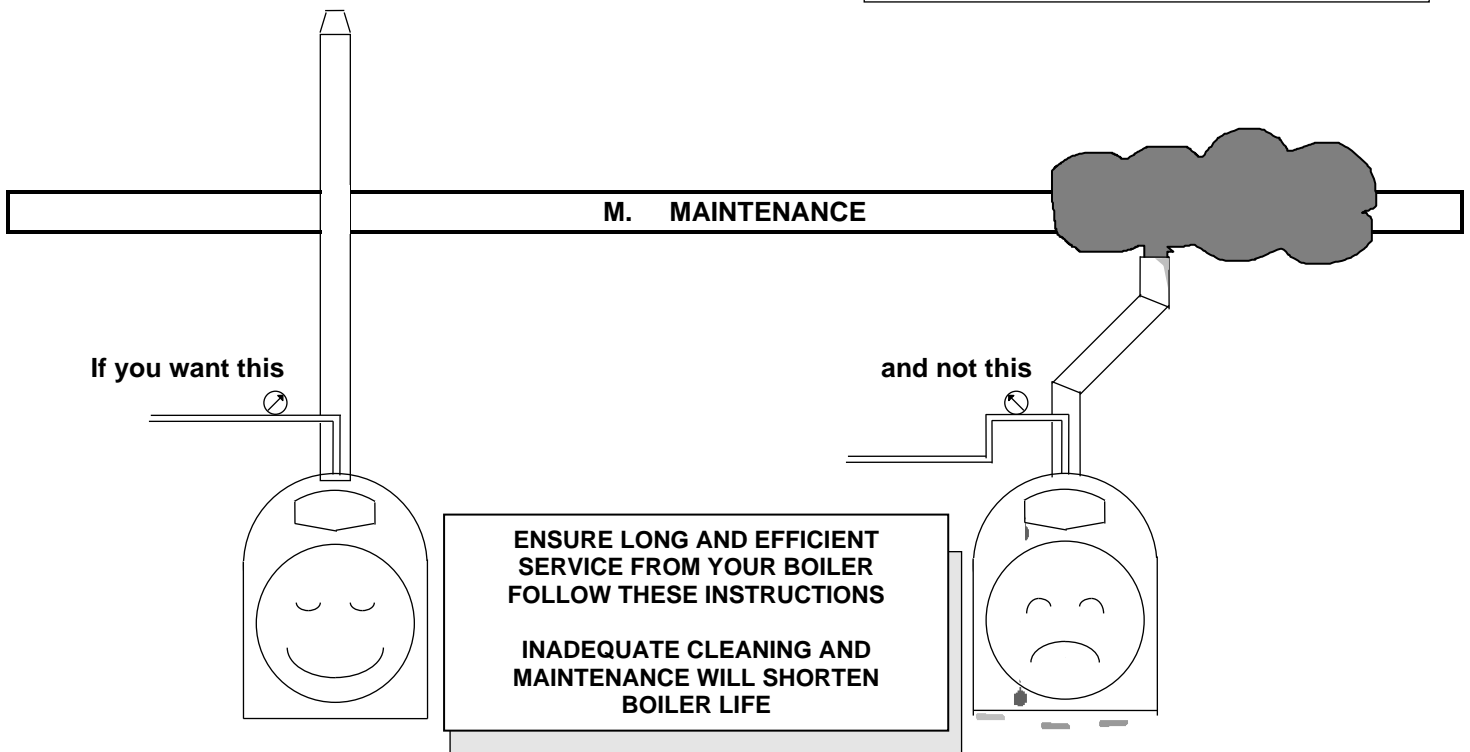 M. MAINTENANCE
If you want this
and not this
ENSURE LONG AND EFFICIENT
SERVICE FROM YOUR BOILER
FOLLOW THESE INSTRUCTIONS
INADEQUATE CLEANING AND
MAINTENANCE WILL SHORTEN
BOILER LIFE